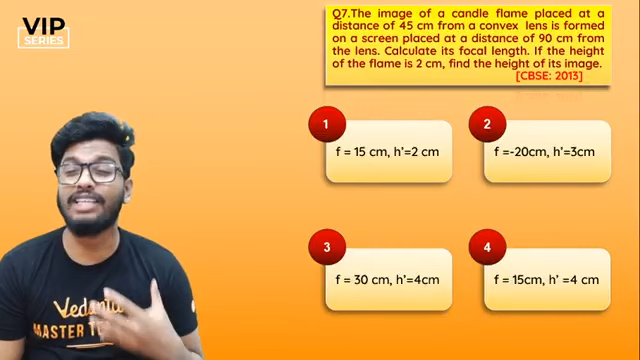 VIP
SERIES
Q7.The image of a candle flame placed at a
distance of 45 cm from a convex lens is formed
on a screen placed at a distance of 90 cm from
the lens. Calculate its focal length. If the height
of the flame is 2 cm, find the height of its image.
[CBSE: 2013]
1
f = 15 cm, h’=2 cm
2
f =-20cm, h’=3cm
3
f = 30 cm, h’=4cm
4
f = 15cm, h’ =4 cm
Vedantu
MASTER